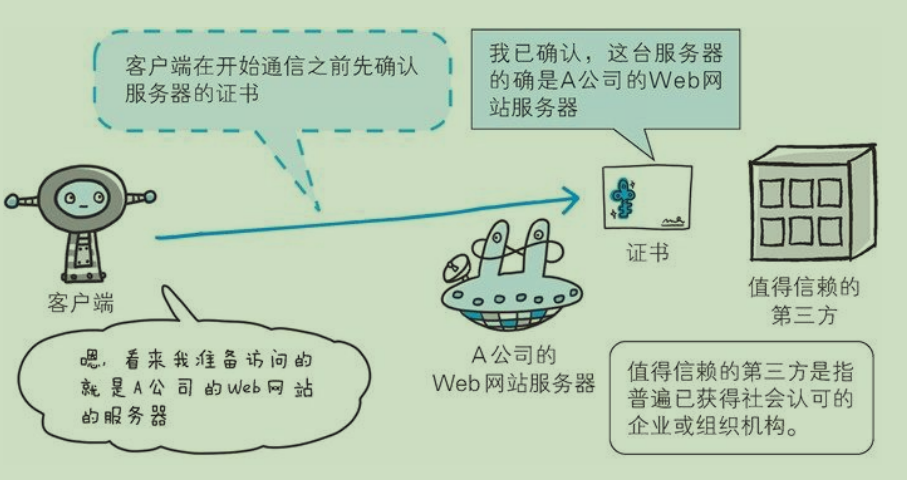 客户端在开始通信之前先确认
服务器的证书
我已确认，这台服务器
的确是A公司的Web网
站服务器
证书
客户端
值得信赖的
第三方
嗯，看来我准备访问的
就是A公司的Web网站
的服务器
A公司的
Web网站服务器
值得信赖的第三方是指
普遍已获得社会认可的
企业或组织机构。